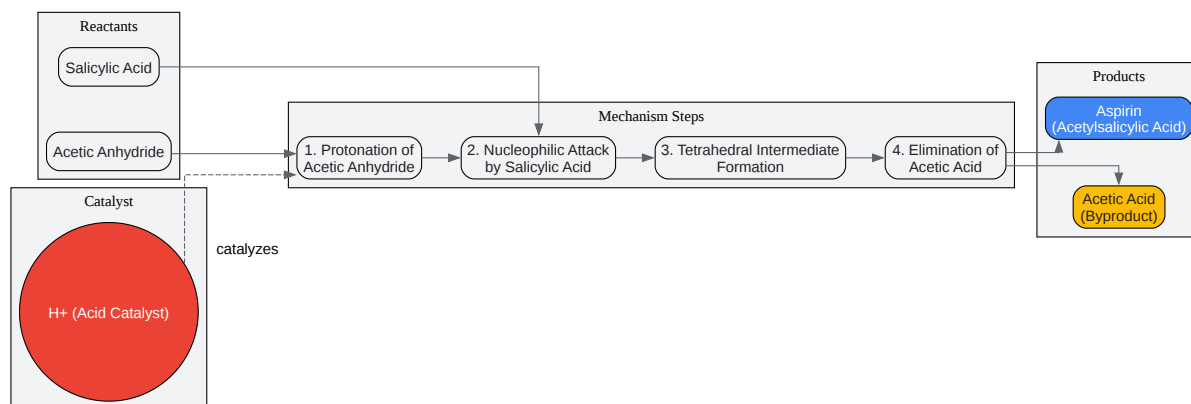 Reactants
Salicylic Acid
Acetic Anhydride
Catalyst
H+ (Acid Catalyst)
catalyzes
Mechanism Steps
1. Protonation of
Acetic Anhydride
2. Nucleophilic Attack
by Salicylic Acid
3. Tetrahedral Intermediate
Formation
4. Elimination of
Acetic Acid
Products
Aspirin
(Acetylsalicylic Acid)
Acetic Acid
(Byproduct)